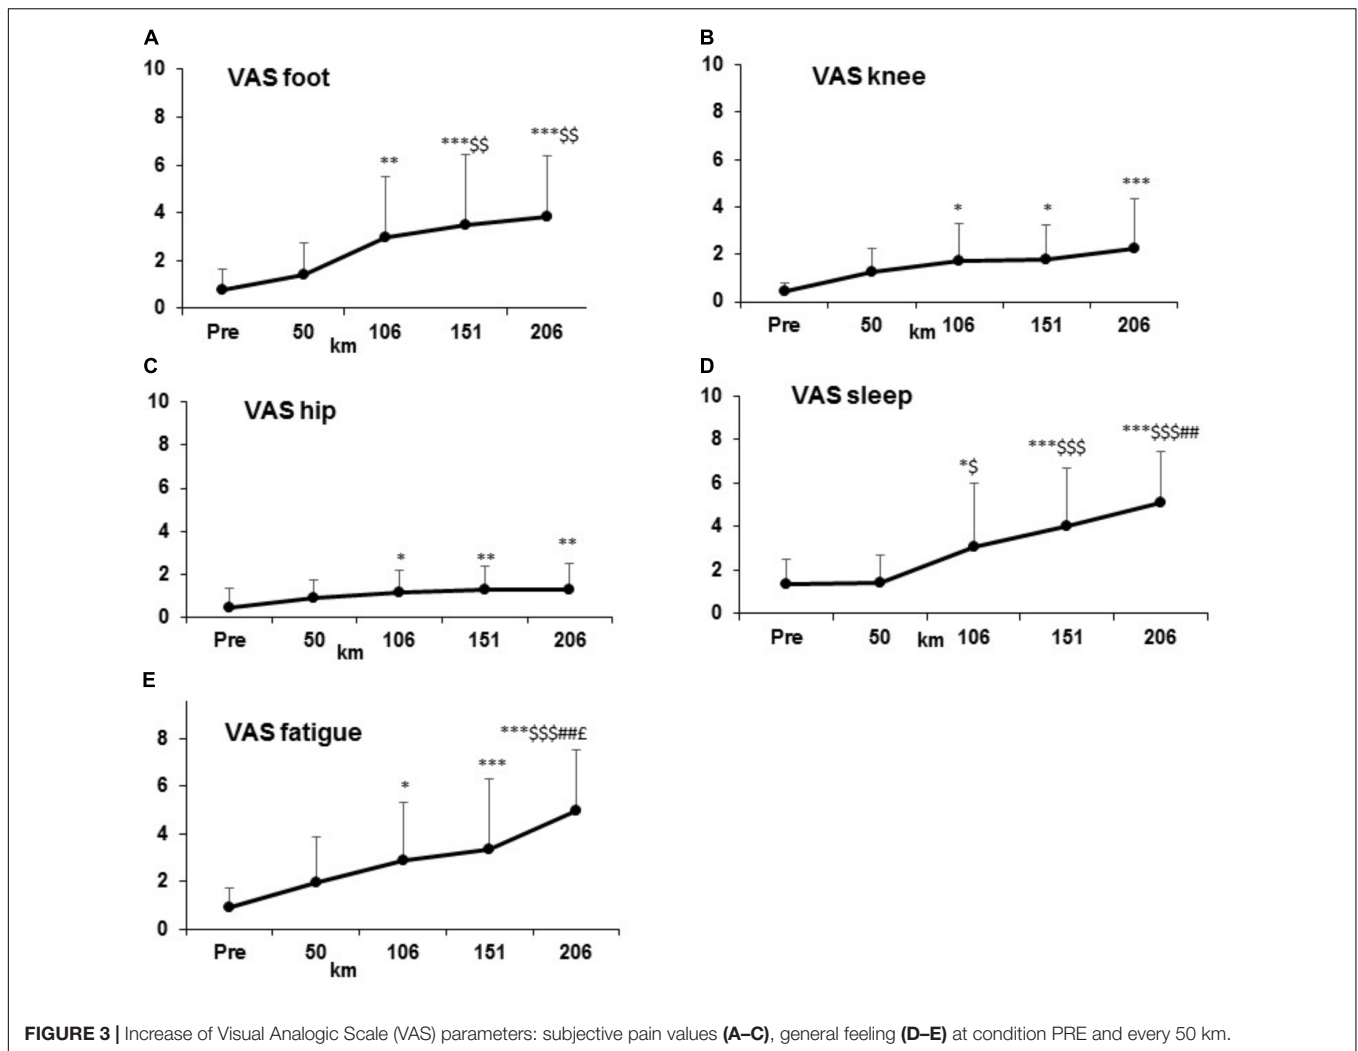 A
VAS foot
10
8
6
4
2
0
**
***$$
***$$
Pre 50 106 151 206
km
B
VAS knee
10
8
6
4
2
0
*
*
***
Pre 50 106 151 206
km
C
VAS hip
10
8
6
4
2
0
*
**
**
Pre 50 106 151 206
km
D
VAS sleep
10
8
6
4
2
0
*$
***$$$
***$$$##
Pre 50 106 151 206
km
E
VAS fatigue
8
6
4
2
0
*
***
***$$$##£
Pre 50 106 151 206
km
FIGURE 3 | Increase of Visual Analogic Scale (VAS) parameters: subjective pain values (A–C), general feeling (D–E) at condition PRE and every 50 km.